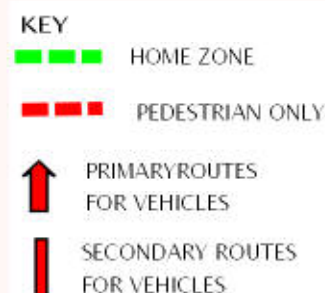 KEY
HOME ZONE
PEDESTRIAN ONLY
PRIMARYROUTES
FOR VEHICLES
SECONDARY ROUTES
FOR VEHICLES